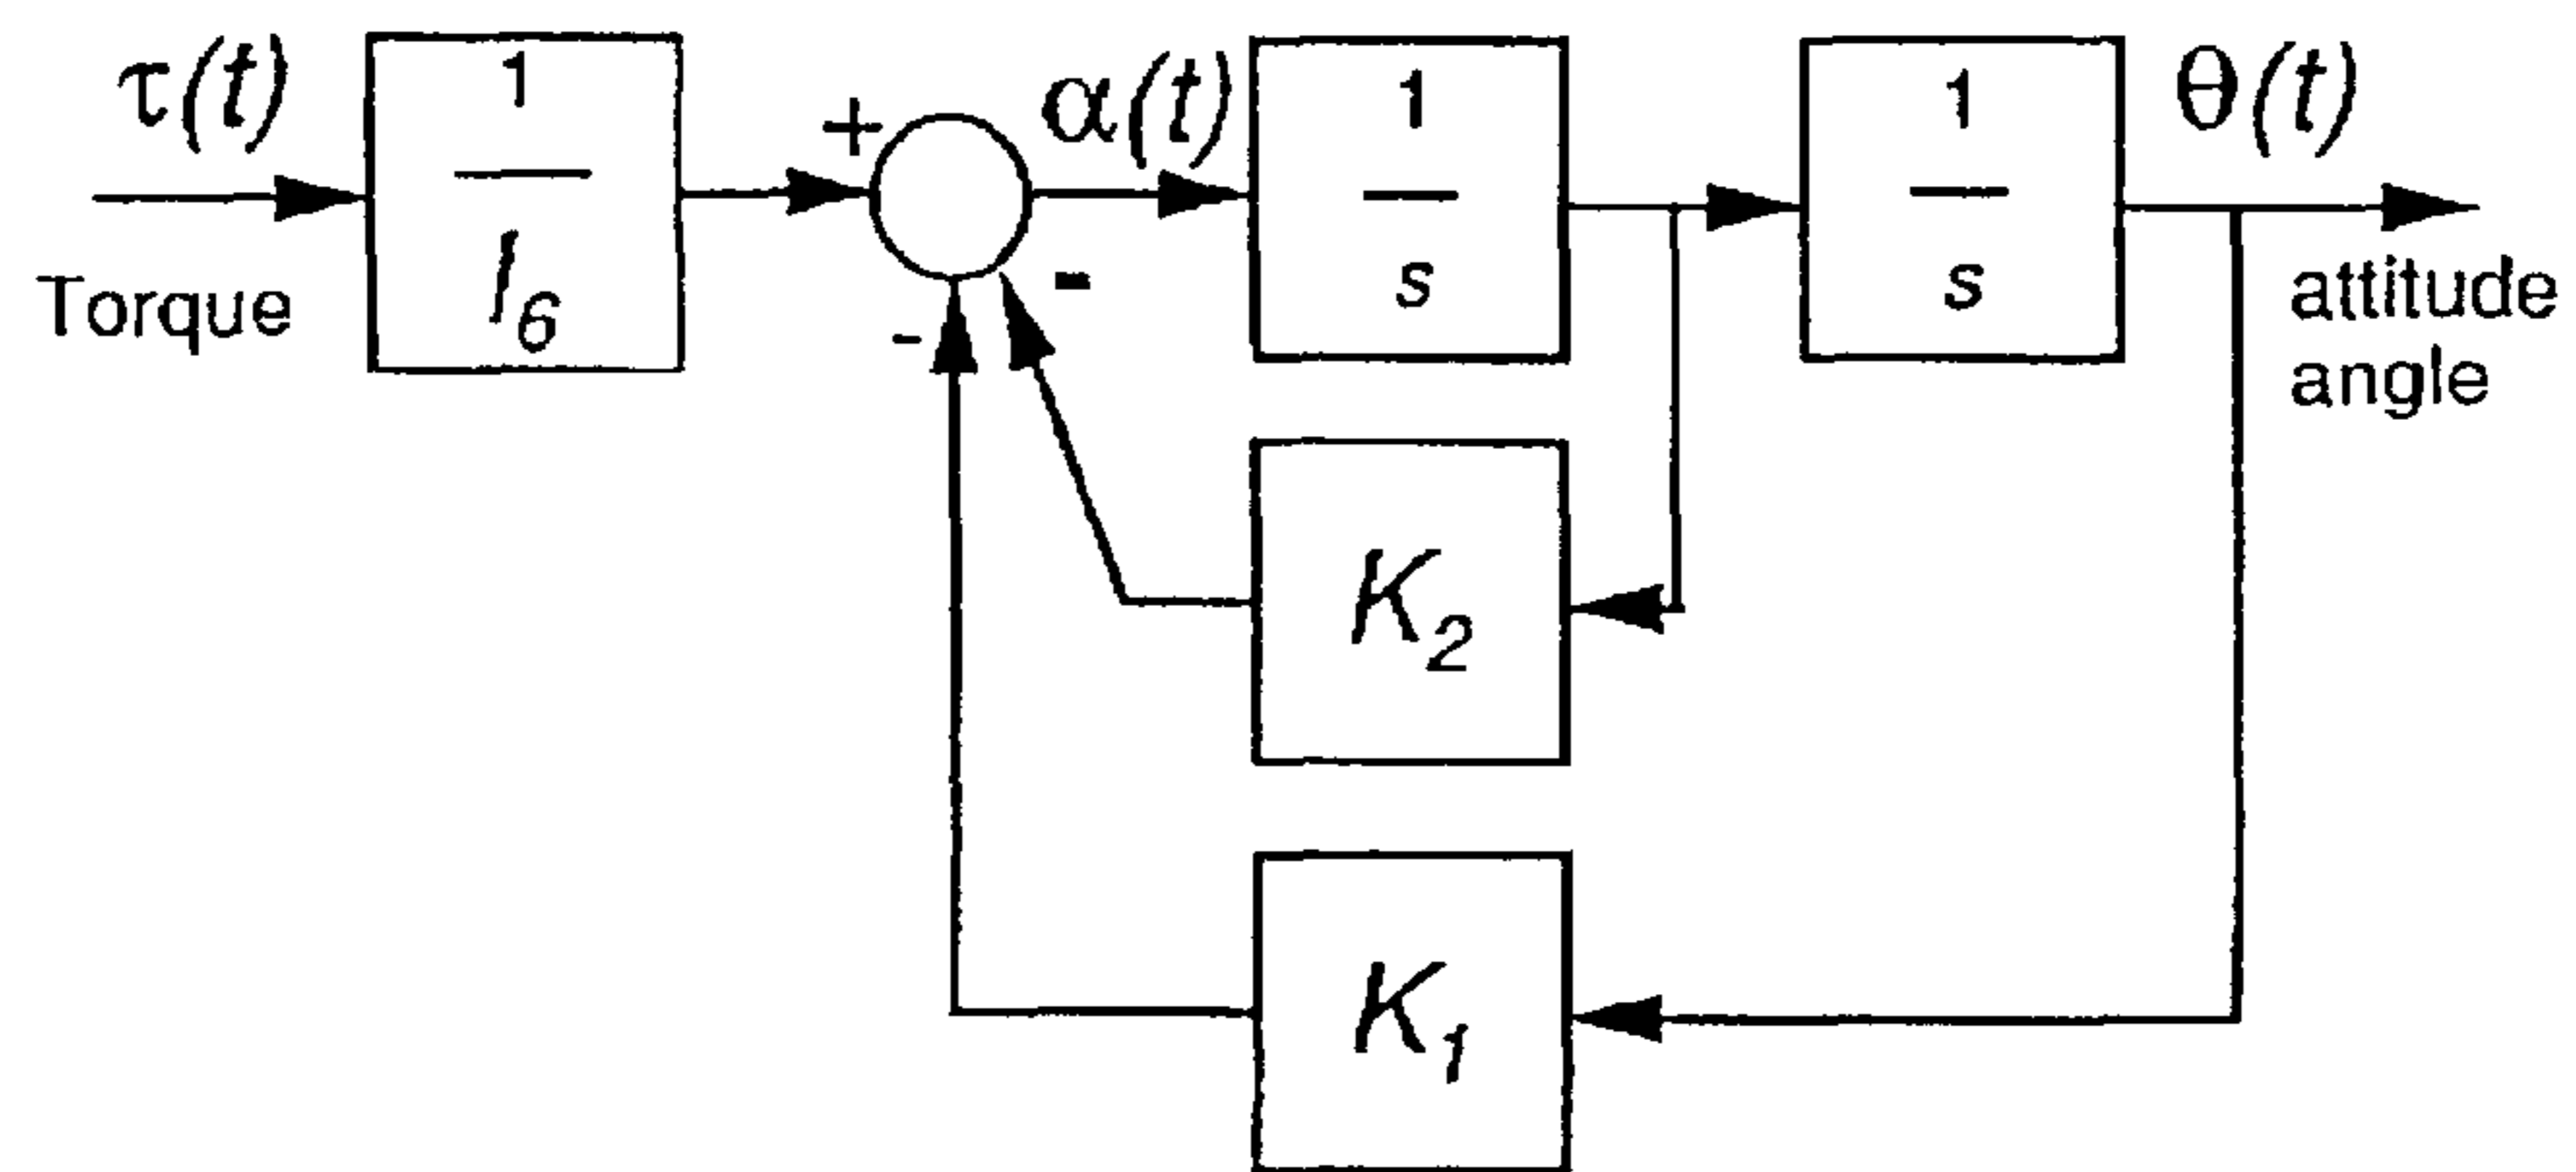 τ(t)
Torque
1
I6
+
-
-
α(t)
1
s
1
s
θ(t)
attitude
angle
K2
K1